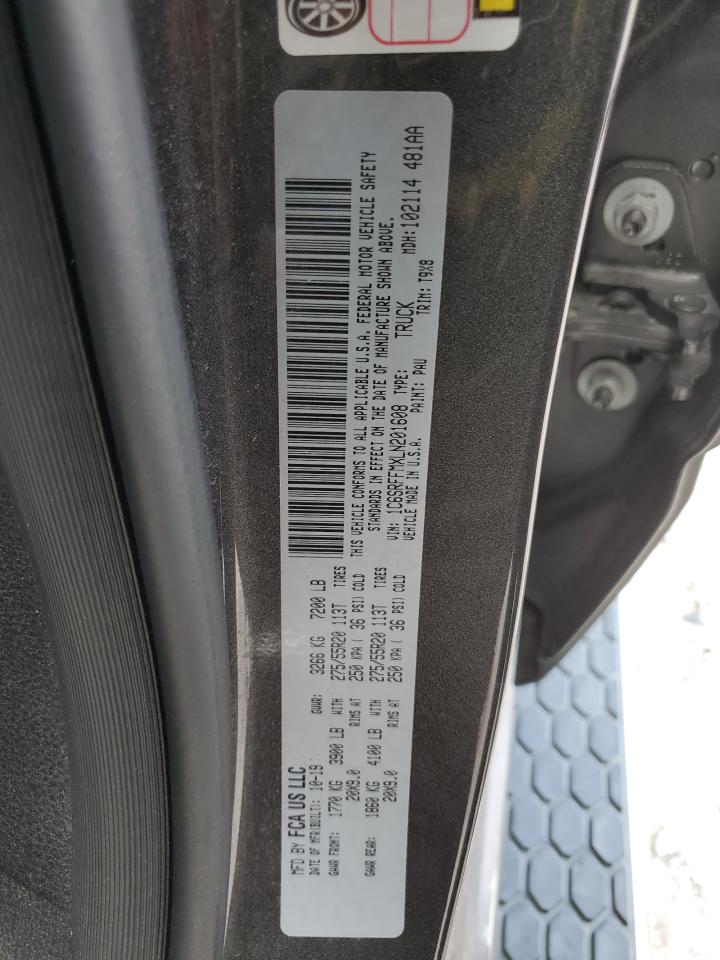 MFD BY FCA US LLC
DATE OF MFR(BUILT): 10-19 GVWR: 3266 KG 7200 LB
GAWR FRONT: 1770 KG 3900 LB WITH 275/55R20 113T TIRES
20X9.0 RIMS AT 250 KPA ( 36 PSI) COLD
GAWR REAR: 1860 KG 4100 LB WITH 275/55R20 113T TIRES
20X9.0 RIMS AT 250 KPA ( 36 PSI) COLD
THIS VEHICLE CONFORMS TO ALL APPLICABLE U.S.A. FEDERAL MOTOR VEHICLE SAFETY
STANDARDS IN EFFECT ON THE DATE OF MANUFACTURE SHOWN ABOVE.
VIN: 1C6SRFFMXLN201608 TYPE: TRUCK MDH:102114 481AA
VEHICLE MADE IN U.S.A. PAINT: PAU TRIM: T9X8